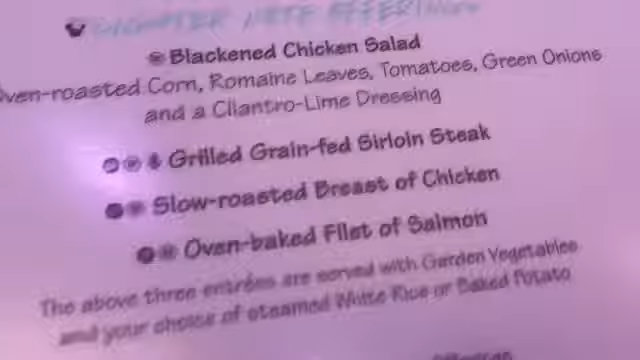 Blackened Chicken Salad
Oven-roasted Corn, Romaine Leaves, Tomatoes, Green Onions
and a Cilantro-Lime Dressing
Grilled Grain-fed Sirloin Steak
Slow-roasted Breast of Chicken
Oven-baked Filet of Salmon
The above three entrées are served with Garden Vegetables
and your choice of steamed White Rice or Baked Potato